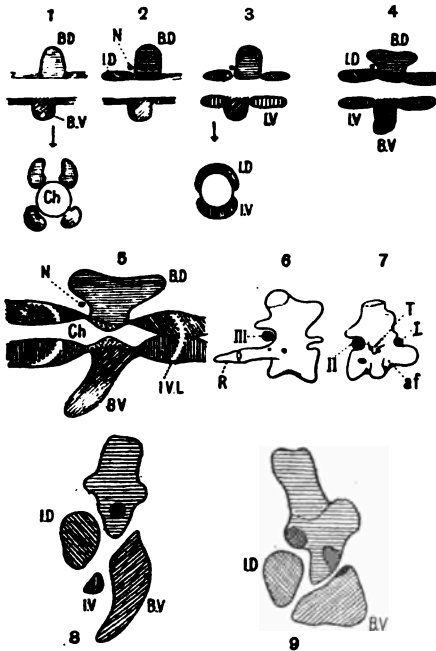 1 2 3 4
B.D N B.D B.D B.D
I.D I.D
B.V I.V I.V
B.V
Ch I.D
I.V
5 6 7
N B.D
T I
Ch III
II
I.V.L R af
B.V
I.D I.D
I.V B.V B.V
8 9